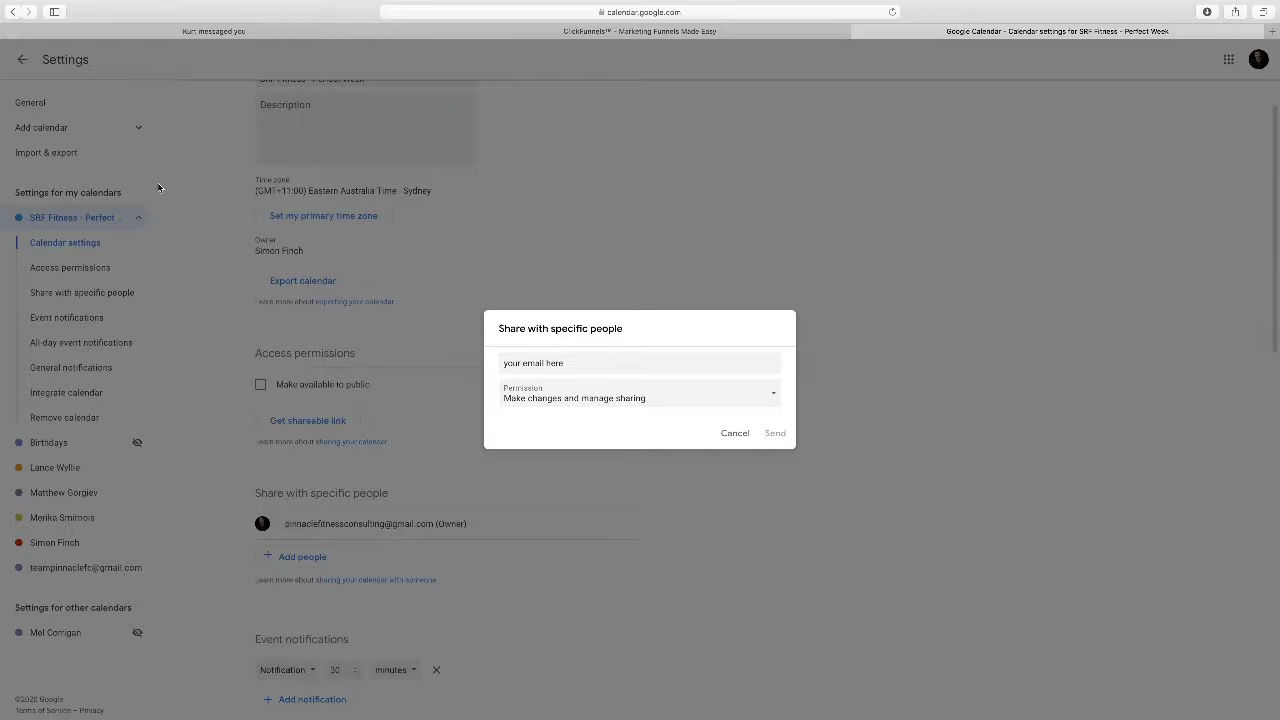 calendar.google.com
Kurt messaged you
ClickFunnels™ - Marketing Funnels Made Easy
Google Calendar - Calendar settings for SRF Fitness - Perfect Week
Settings
General
Add calendar
Import & export
Settings for my calendars
SRF Fitness - Perfect ...
Calendar settings
Access permissions
Share with specific people
Event notifications
All-day event notifications
General notifications
Integrate calendar
Remove calendar
Birthdays
Lance Wyllie
Matthew Gorgiev
Merika Smirnois
Simon Finch
teampinnaclefc@gmail.com
Settings for other calendars
Mel Corrigan
©2020 Google
Terms of Service – Privacy
SRF Fitness - Perfect Week
Description
Time zone
(GMT+11:00) Eastern Australia Time - Sydney
Set my primary time zone
Owner
Simon Finch
Export calendar
Learn more about exporting your calendar
Access permissions
Make available to public
Get shareable link
Learn more about sharing your calendar
Share with specific people
pinnaclefitnessconsulting@gmail.com (Owner)
Add people
Learn more about sharing your calendar with someone
Event notifications
Notification 30 minutes
Add notification
Share with specific people
your email here
Permission
Make changes and manage sharing
Cancel Send